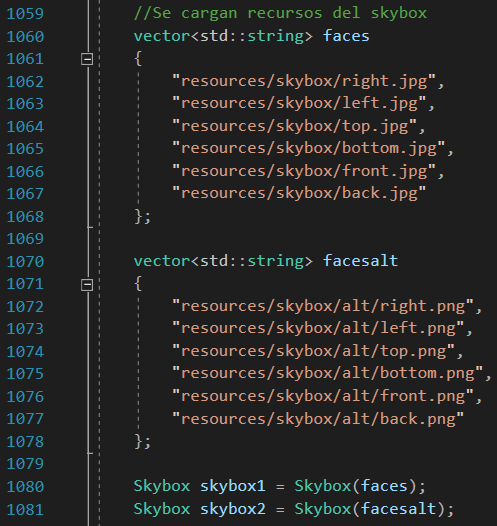 1059 //Se cargan recursos del skybox
1060 vector<std::string> faces
1061 {
1062 "resources/skybox/right.jpg",
1063 "resources/skybox/left.jpg",
1064 "resources/skybox/top.jpg",
1065 "resources/skybox/bottom.jpg",
1066 "resources/skybox/front.jpg",
1067 "resources/skybox/back.jpg"
1068 };
1069
1070 vector<std::string> facesalt
1071 {
1072 "resources/skybox/alt/right.png",
1073 "resources/skybox/alt/left.png",
1074 "resources/skybox/alt/top.png",
1075 "resources/skybox/alt/bottom.png",
1076 "resources/skybox/alt/front.png",
1077 "resources/skybox/alt/back.png"
1078 };
1079
1080 Skybox skybox1 = Skybox(faces);
1081 Skybox skybox2 = Skybox(facesalt);